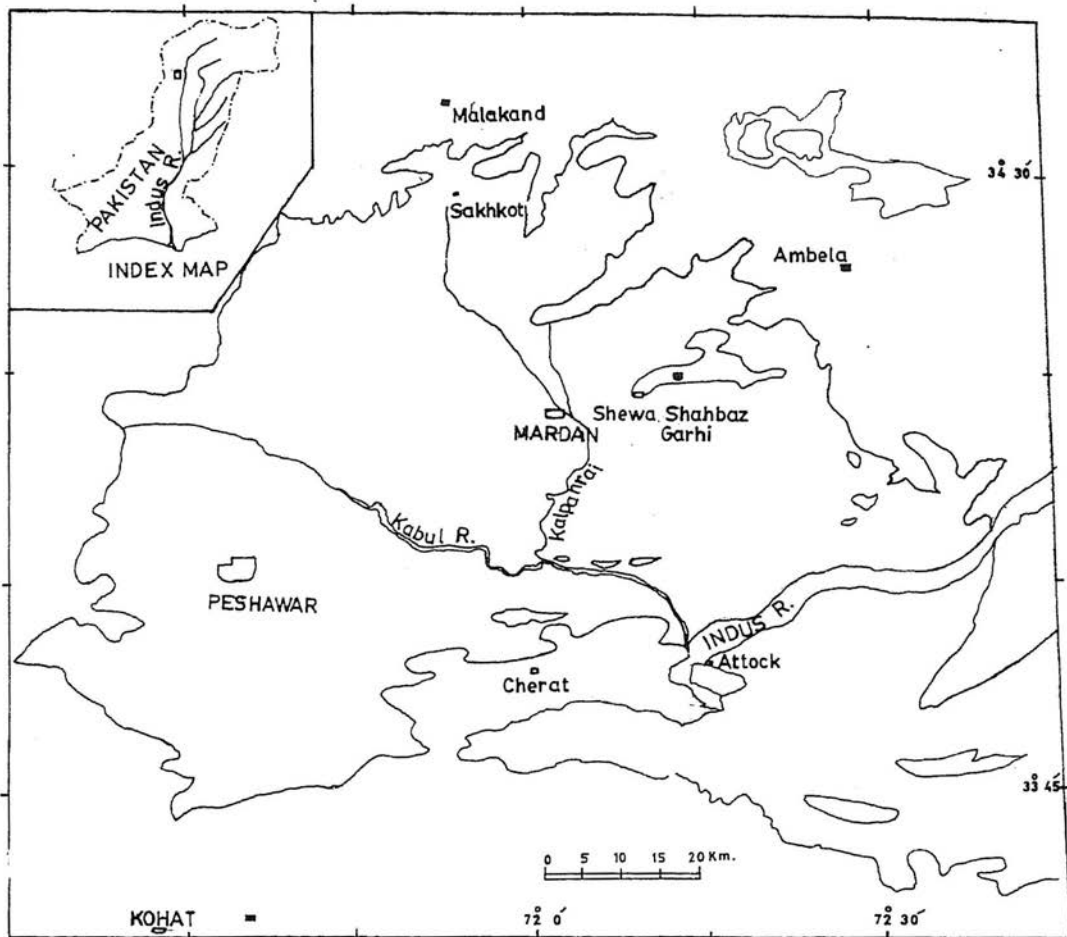 PAKISTAN
Indus R.
INDEX MAP
Malakand
34° 30'
Sakhkot
Ambela
Shewa Shahbaz
Garhi
MARDAN
Kalpanrai
Kabul R.
PESHAWAR
INDUS R.
Attock
Cherat
33° 45'
0 5 10 15 20 Km.
KOHAT
72° 0'
72° 30'